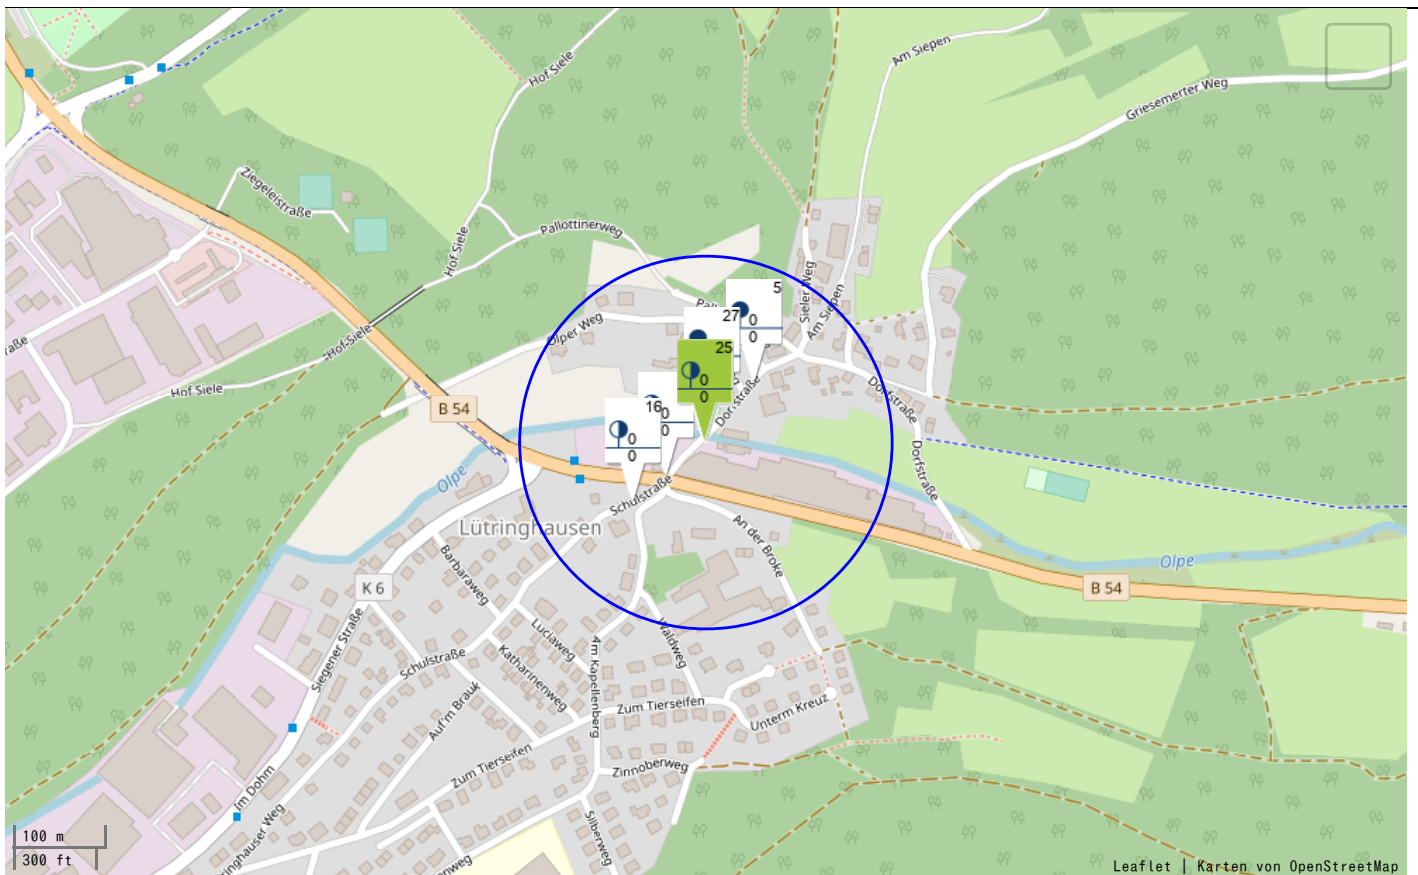 Am Siepen
Hof Siele
Griesemerter Weg
Ziegeleistraße
Pallottinerweg
Hof Siele
Sieler Weg
Am Siepen
5
0
0
27
Olper Weg
Hof Siele
25
0
0
Hof Siele
Dorfstraße
Dorfstraße
B 54
16
0
0
0
0
Dorfstraße
Olpe
Schulstraße
Lütringhausen
An der Broke
Olpe
Barbaraweg
K 6
B 54
Siegener Straße
Luciaweg
Waldweg
Schulstraße
Katharinenweg
Am Kapellenberg
Auf'm Brauk
Zum Tierseifen
Unterm Kreuz
Zum Tierseifen
Zinnoberweg
Im Dohm
Silberweg
100 m
300 ft
Leaflet | Karten von OpenStreetMap